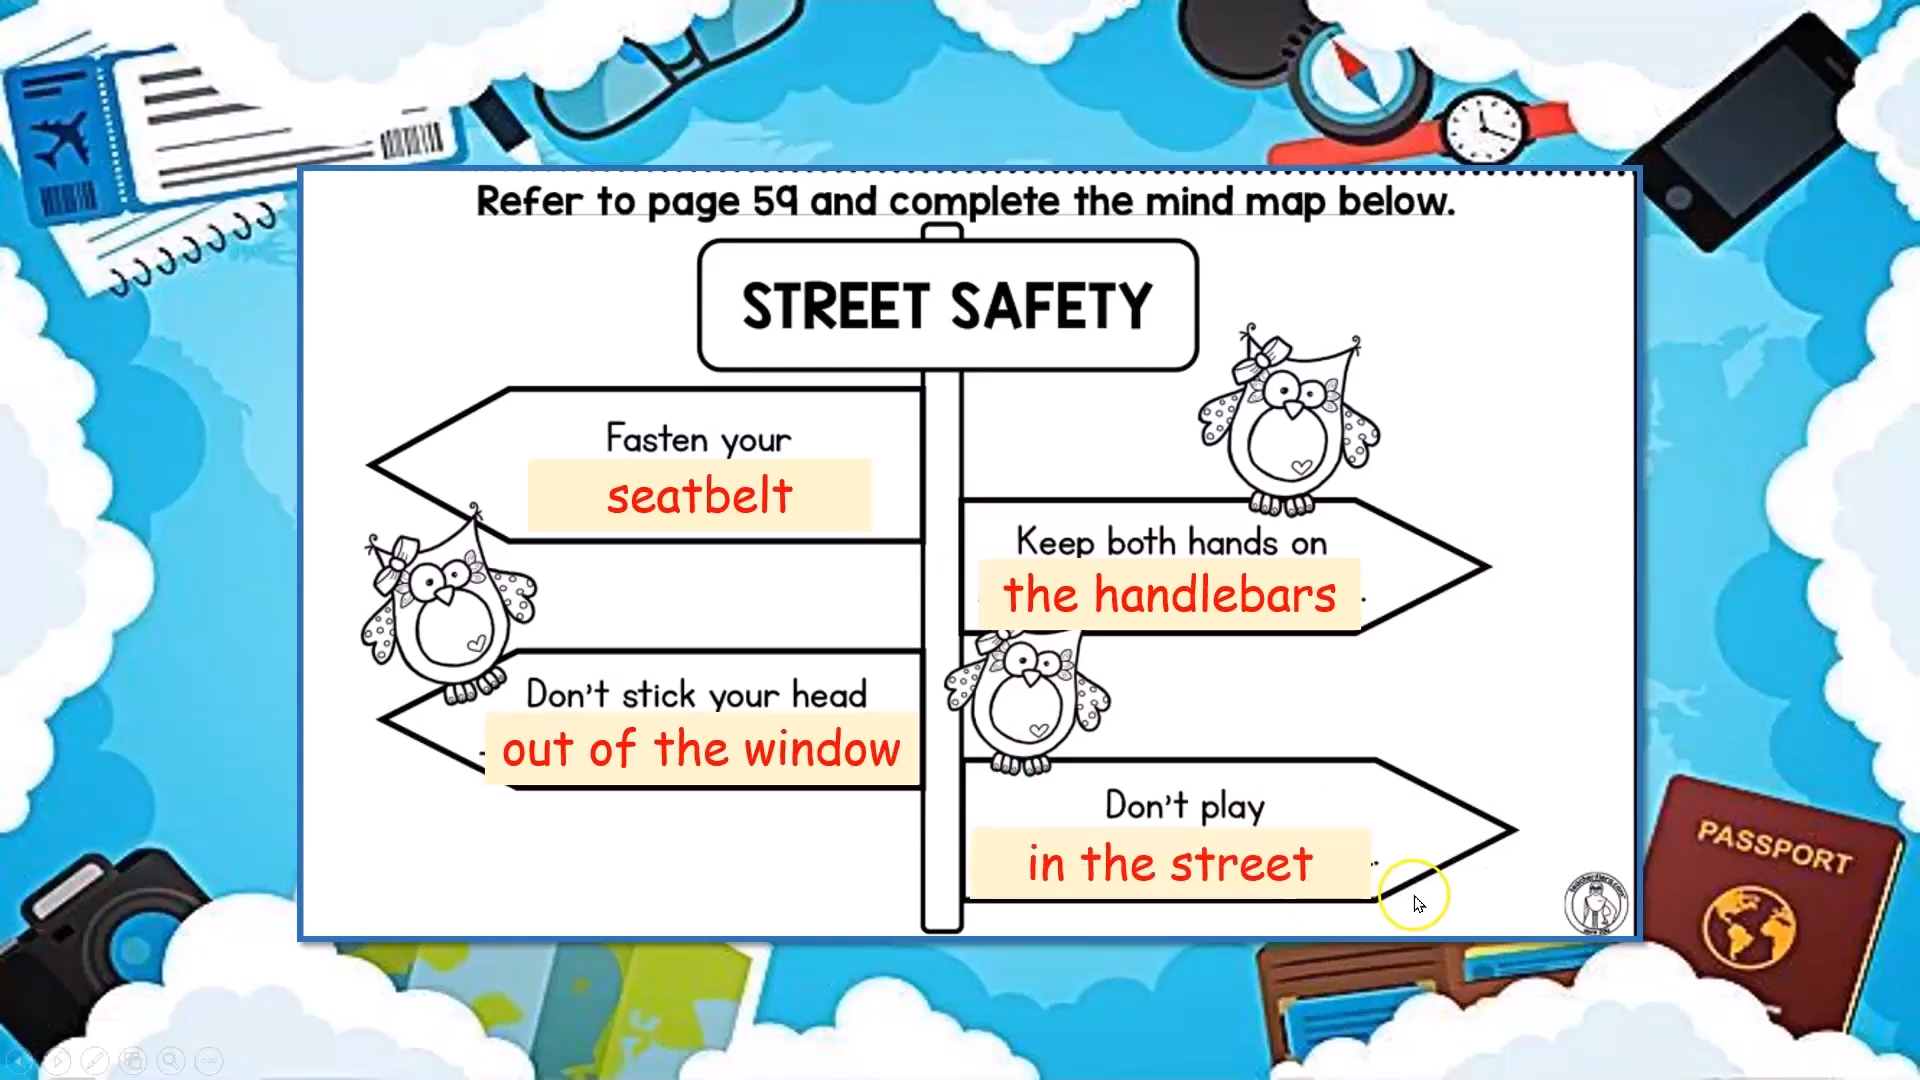 Refer to page 59 and complete the mind map below.
STREET SAFETY
Fasten your
seatbelt
Keep both hands on
the handlebars.
Don't stick your head
out of the window
Don't play
in the street.
PASSPORT